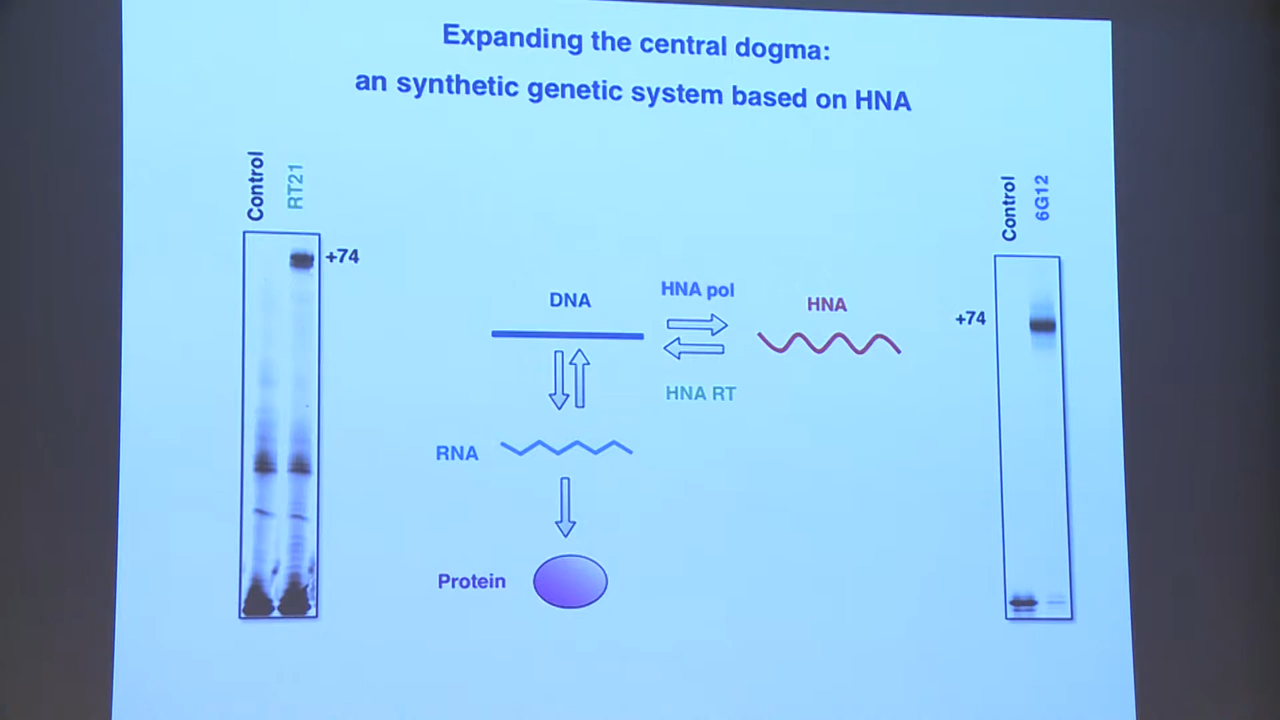 Expanding the central dogma:
an synthetic genetic system based on HNA
Control
RT21
+74
DNA
HNA pol
HNA
HNA RT
RNA
Protein
Control
6G12
+74